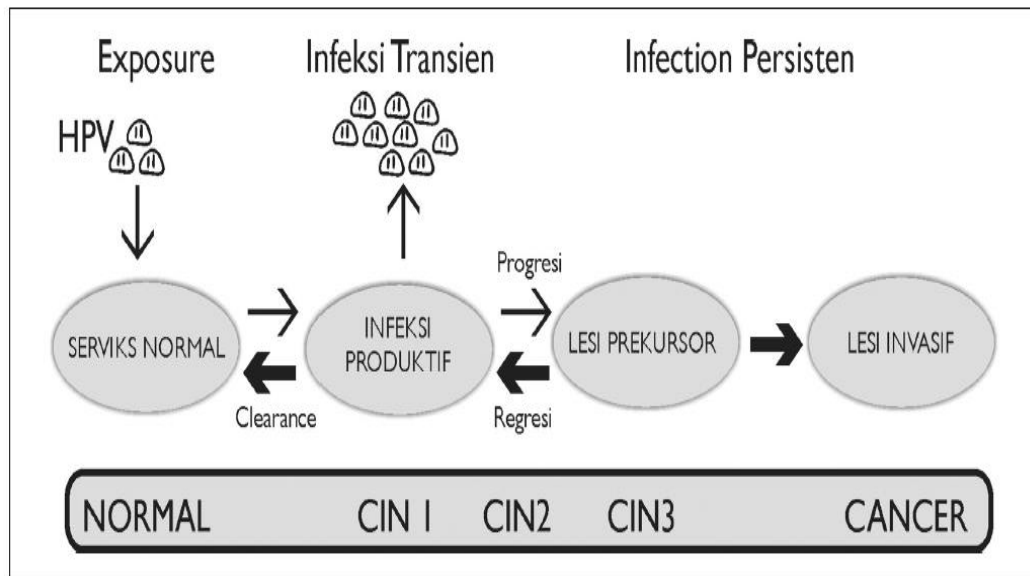 Exposure Infeksi Transien Infection Persisten
HPV
Progresi
SERVIKS NORMAL
INFEKSI
PRODUKTIF
LESI PREKURSOR
LESI INVASIF
Clearance
Regresi
NORMAL CIN 1 CIN2 CIN3 CANCER